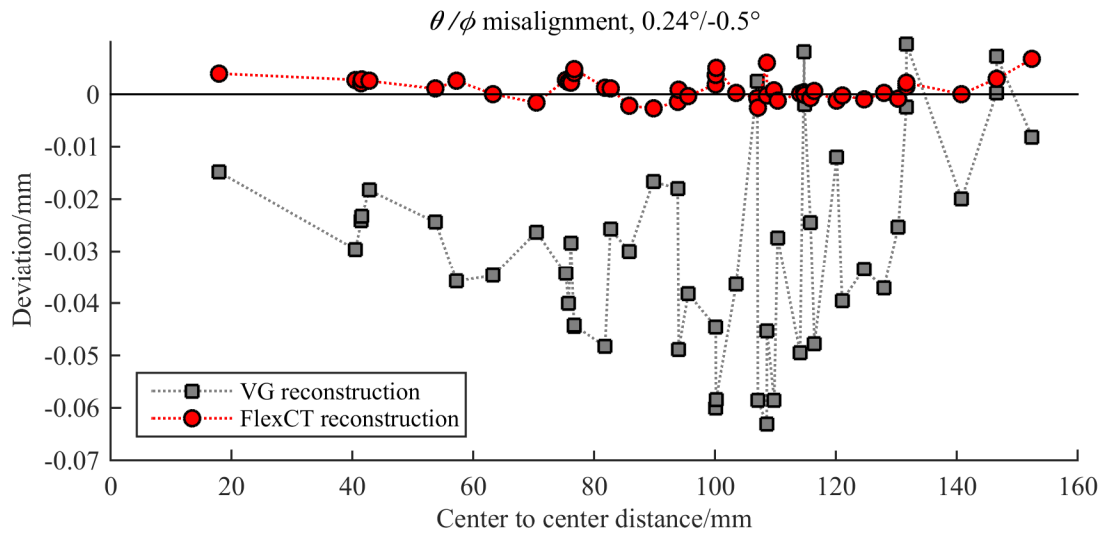 θ/ϕ misalignment, 0.24°/-0.5°
Deviation/mm
0
-0.01
-0.02
-0.03
-0.04
-0.05
-0.06
-0.07
VG reconstruction
FlexCT reconstruction
0 20 40 60 80 100 120 140 160
Center to center distance/mm